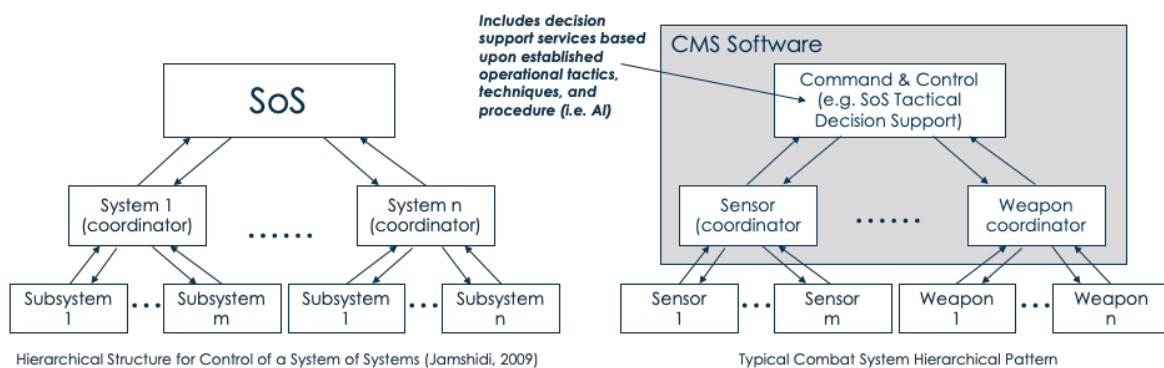 SoS
System 1
(coordinator)
System n
(coordinator)
......
Subsystem
1
...
Subsystem
m
Subsystem
1
...
Subsystem
n
Hierarchical Structure for Control of a System of Systems (Jamshidi, 2009)
Includes decision
support services based
upon established
operational tactics,
techniques, and
procedure (i.e. AI)
CMS Software
Command & Control
(e.g. SoS Tactical
Decision Support)
Sensor
(coordinator
......
Weapon
coordinator
Sensor
1
...
Sensor
m
Weapon
1
...
Weapon
n
Typical Combat System Hierarchical Pattern